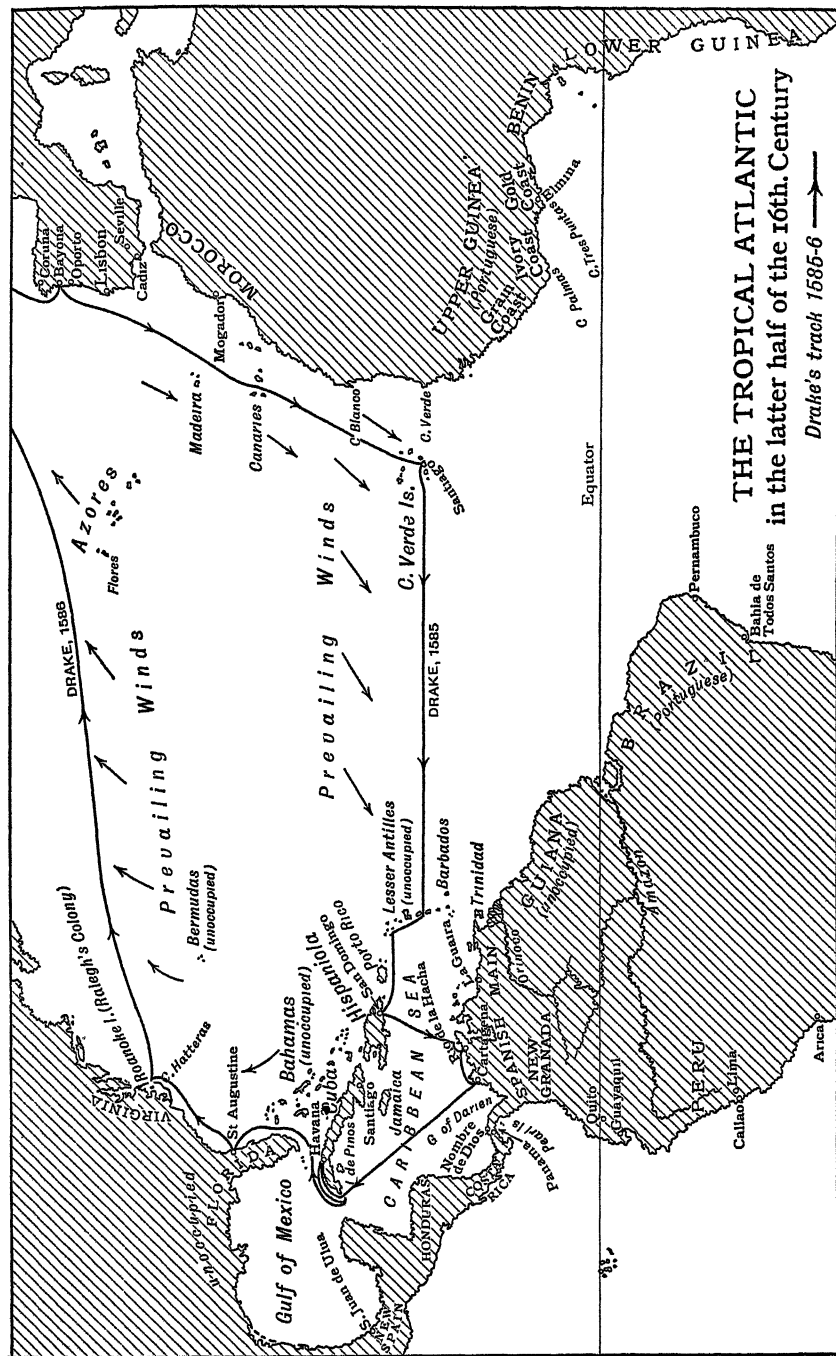 THE TROPICAL ATLANTIC
in the latter half of the 16th. Century
Drake's track 1585-6
DRAKE, 1586
Azores
Flores
Prevailing Winds
Bermudas
(unoccupied)
Roanoke I. (Ralegh's Colony)
C. Hatteras
VIRGINIA
St Augustine
FLORIDA
unoccupied
Gulf of Mexico
Bahamas
(unoccupied)
Havana
Cuba
I de Pinos
Santiago
Jamaica
Hispaniola
San Domingo
Porto Rico
CARIBBEAN SEA
S. Juan de Ulua
NEW
SPAIN
HONDURAS
COSTA
RICA
Nombre
de Dios
G of Darien
Panama
Pearl Is
Cartagena
R. de la Hacha
La Guaira
SPANISH MAIN
NEW
GRANADA
Orinoco
Trinidad
Barbados
Lesser Antilles
(unoccupied)
Prevailing Winds
DRAKE, 1585
C. Verde Is.
Santiago
C. Verde
C. Blanco
Canaries
Madeira
Mogador
MOROCCO
Coruna
Bayona
Oporto
Lisbon
Seville
Cadiz
UPPER GUINEA
(Portuguese)
Grain
Coast
Ivory
Coast
Gold
Coast
BENIN
LOWER GUINEA
C Palmas
C. Tres Puntas
Elmina
Equator
GUIANA
(unoccupied)
Amazon
BRAZIL
(Portuguese)
Pernambuco
Bahia de
Todos Santos
Quito
Guayaquil
PERU
Callao
Lima
Arica